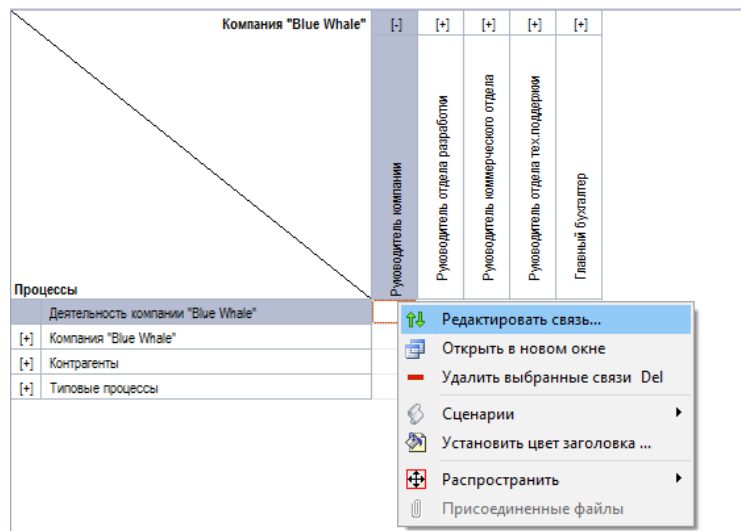 Компания "Blue Whale"
[-]
[+]
[+]
[+]
[+]
Руководитель компании
Руководитель отдела разработки
Руководитель коммерческого отдела
Руководитель отдела тех.поддержки
Главный бухгалтер
Процессы
Деятельность компании "Blue Whale"
[+] Компания "Blue Whale"
[+] Контрагенты
[+] Типовые процессы
Редактировать связь...
Открыть в новом окне
Удалить выбранные связи Del
Сценарии
Установить цвет заголовка ...
Распространить
Присоединенные файлы